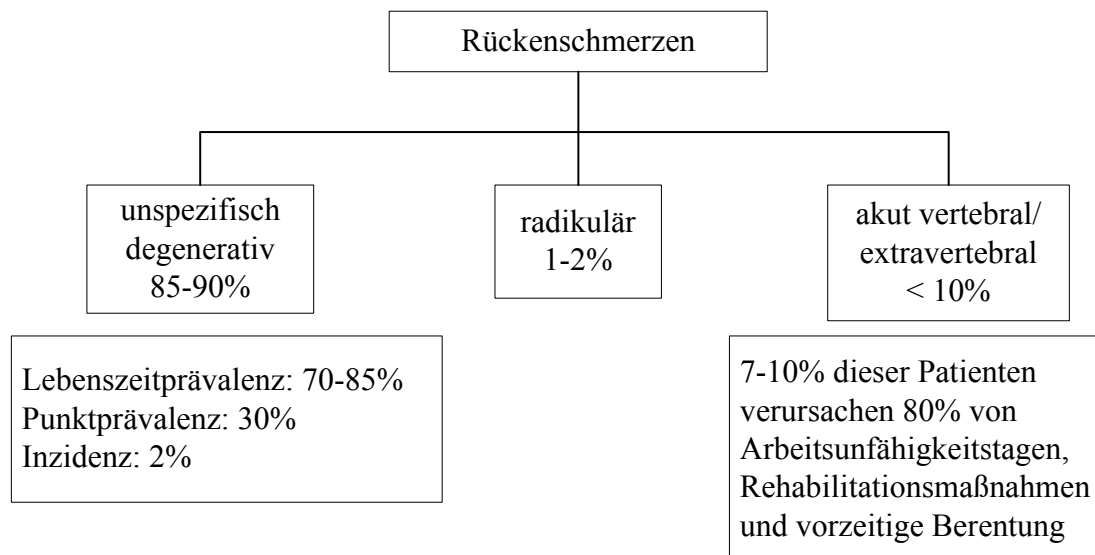 Rückenschmerzen
unspezifisch
degenerativ
85-90%
radikulär
1-2%
akut vertebral/
extravertebral
< 10%
Lebenszeitprävalenz: 70-85%
Punktprävalenz: 30%
Inzidenz: 2%
7-10% dieser Patienten
verursachen 80% von
Arbeitsunfähigkeitstagen,
Rehabilitationsmaßnahmen
und vorzeitige Berentung